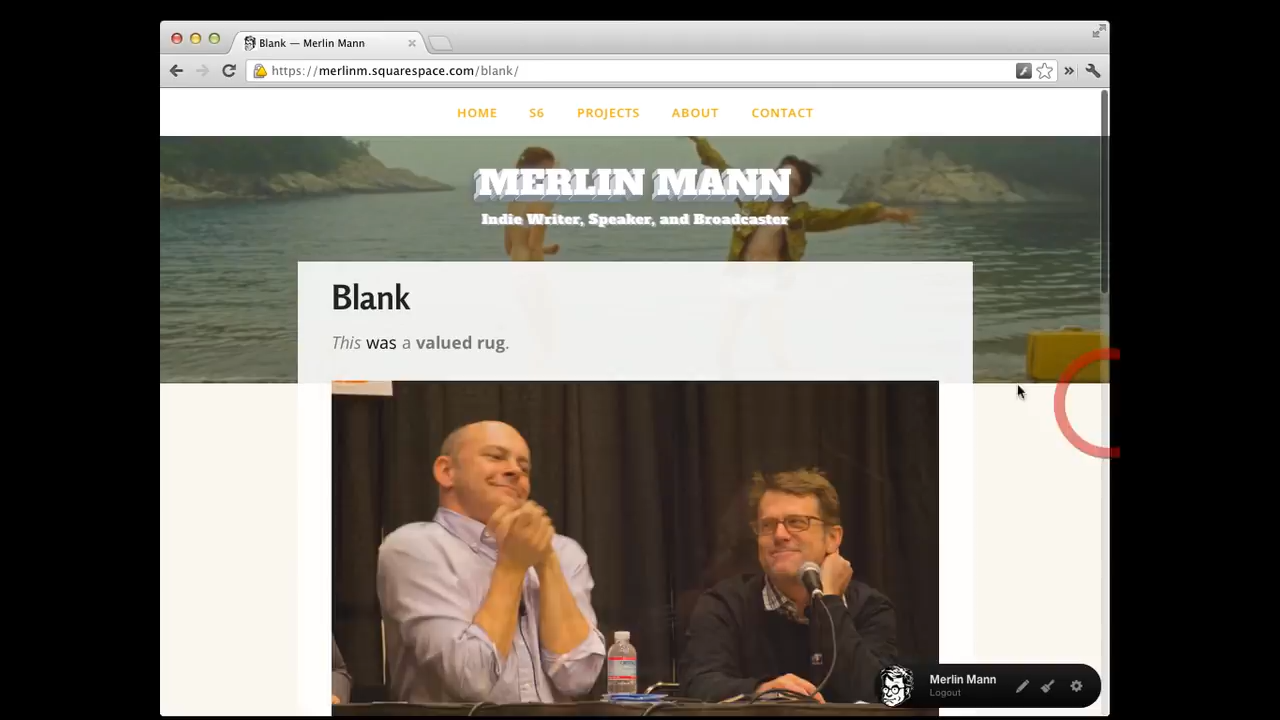 Blank — Merlin Mann
https://merlinm.squarespace.com/blank/
HOME S6 PROJECTS ABOUT CONTACT
MERLIN MANN
Indie Writer, Speaker, and Broadcaster
Blank
This was a valued rug.
Merlin Mann
Logout